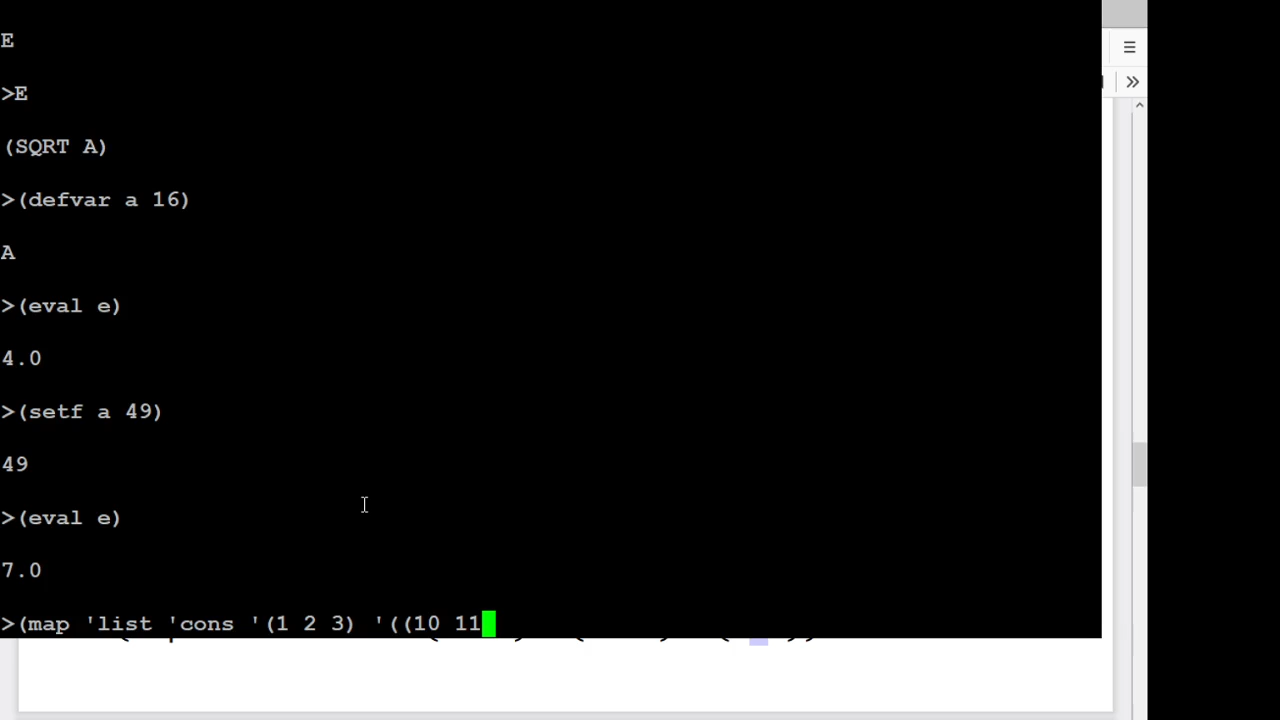 E
>E
(SQRT A)
>(defvar a 16)
A
>(eval e)
4.0
>(setf a 49)
49
>(eval e)
7.0
>(map 'list 'cons '(1 2 3) '((10 11